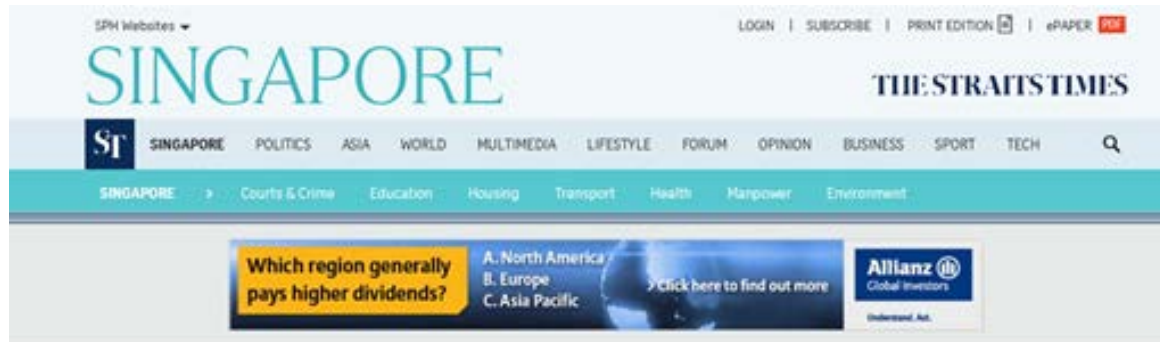 SPH Websites
LOGIN | SUBSCRIBE | PRINT EDITION | ePAPER PDF
SINGAPORE
THE STRAITS TIMES
ST SINGAPORE POLITICS ASIA WORLD MULTIMEDIA LIFESTYLE FORUM OPINION BUSINESS SPORT TECH
SINGAPORE > Courts & Crime Education Housing Transport Health Manpower Environment
Which region generally
pays higher dividends?
A. North America
B. Europe
C. Asia Pacific
> Click here to find out more
Allianz
Global Investors
Understand. Act.